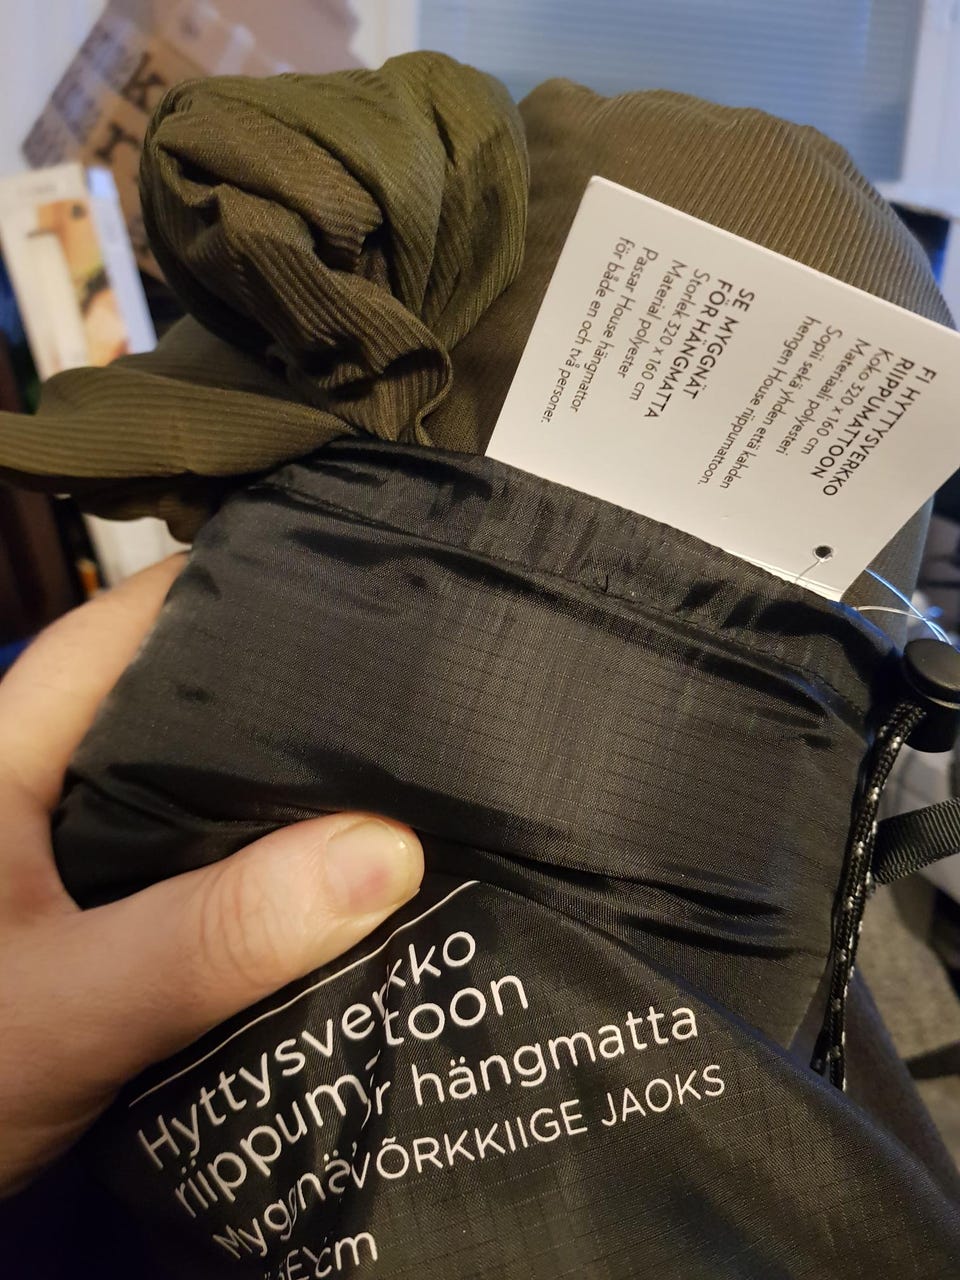 FI HYTTYSVERKKO
RIIPPUMATTOON
Koko 320 x 160 cm
Materiaali polyesteri
Sopii sekä yhden että kahden
hengen House riippumattoon.
SE MYGGNÄT
FÖR HÄNGMATTA
Storlek 320 x 160 cm
Material polyester
Passar House hängmattor
för både en och två personer.
Hyttysverkko
toon
hängmatta
VÕRKKIIGE JAOKS
cm